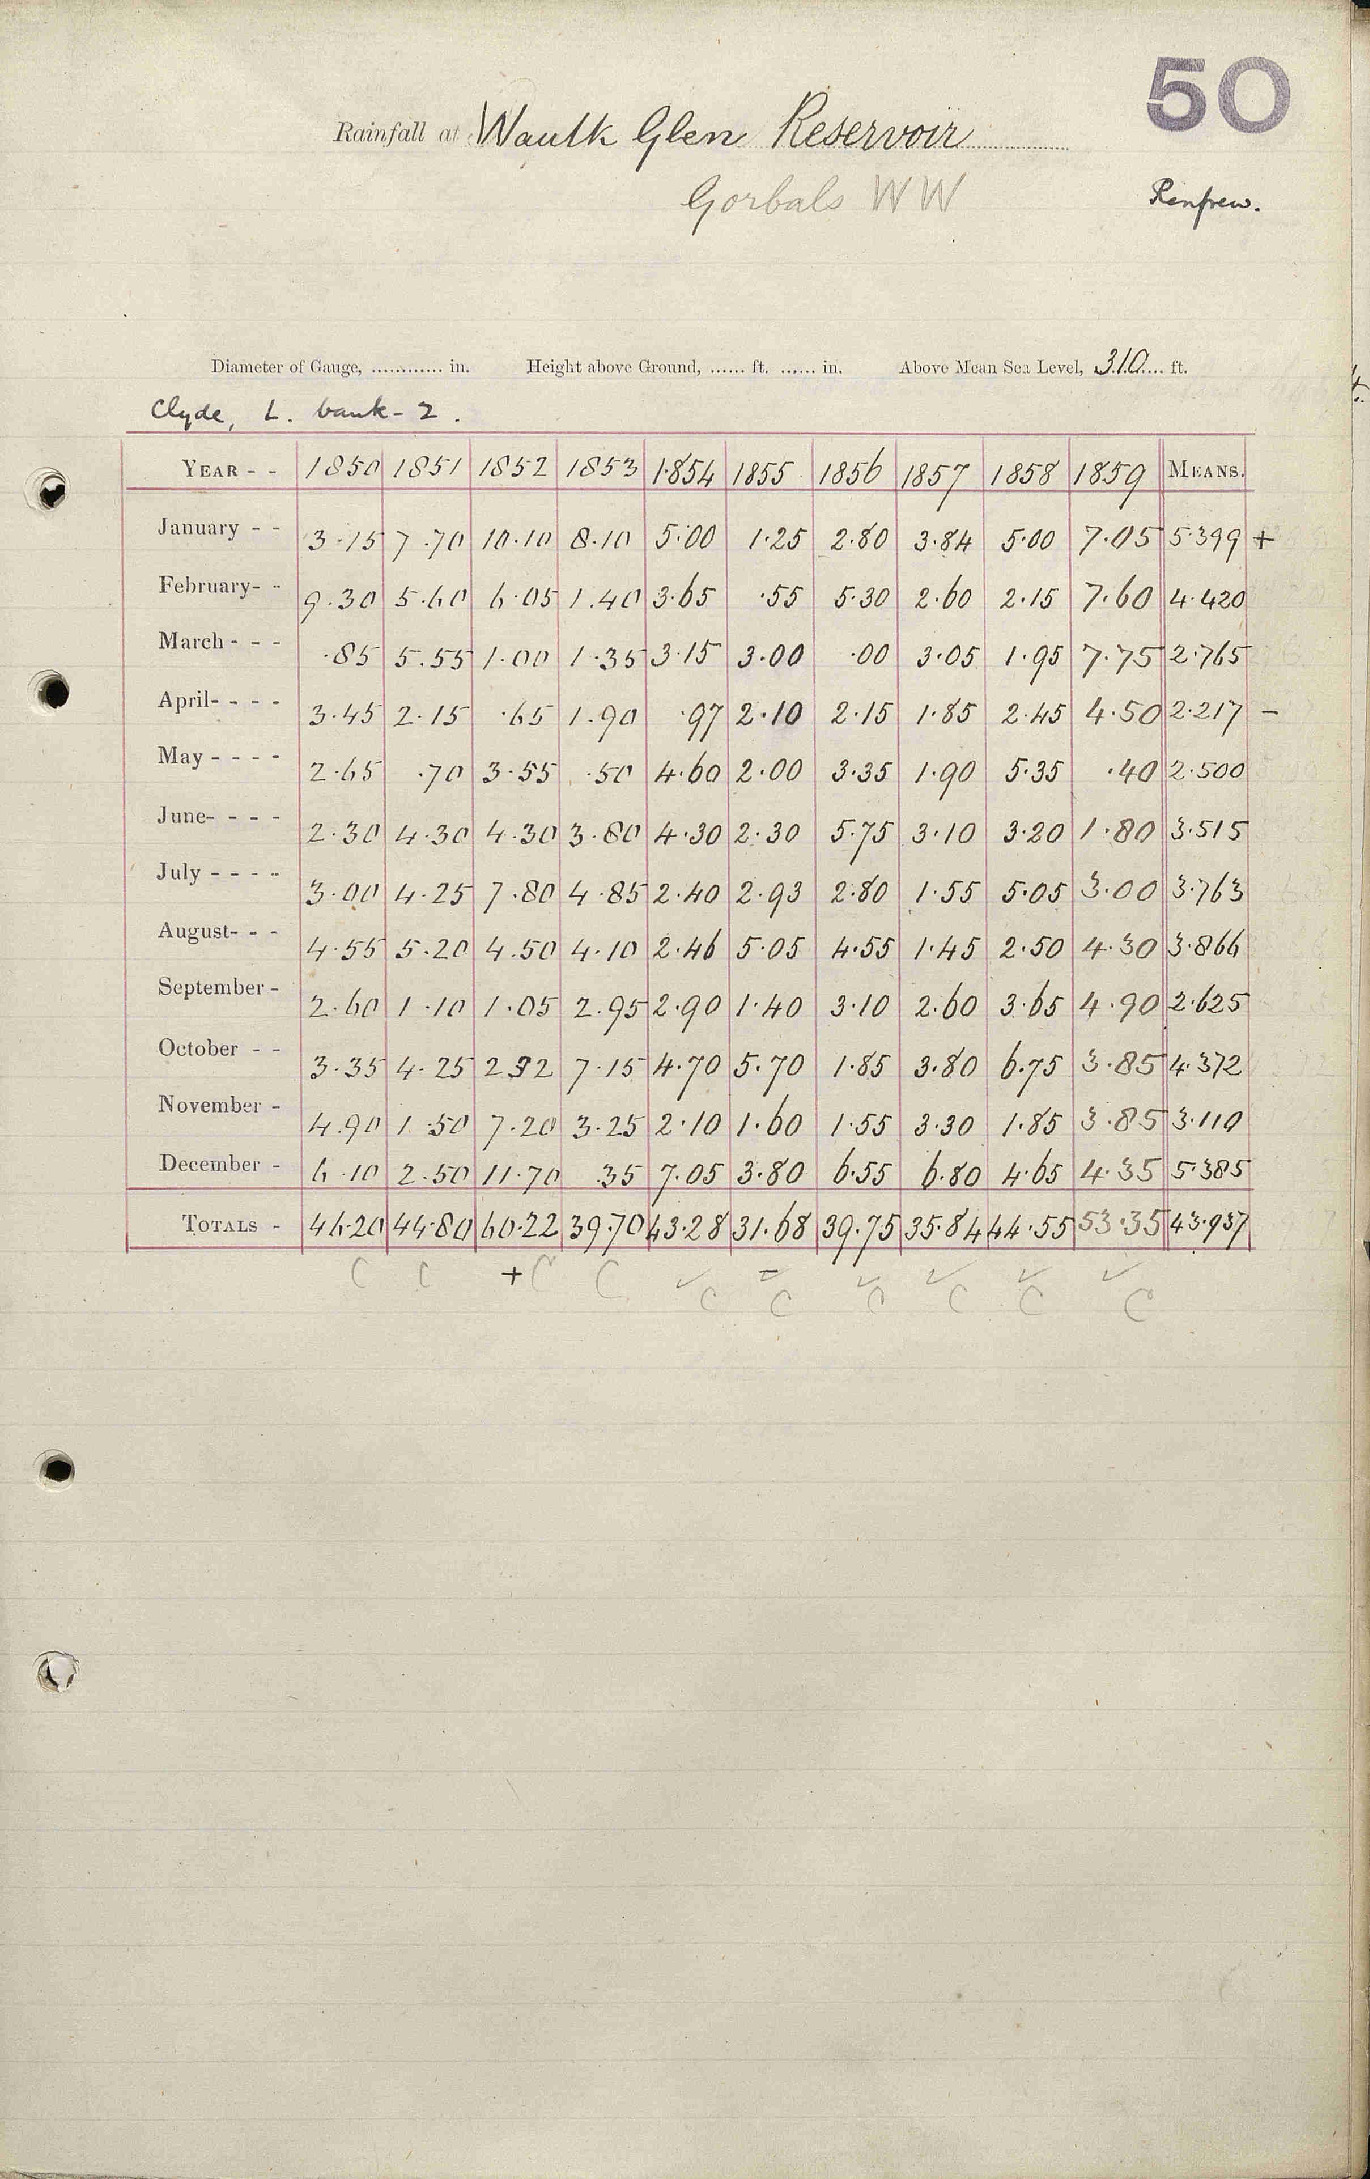 50
Rainfall at Waulk Glen Reservoir
Gorbals WW
Renfrew.
Diameter of Gauge, ............ in. Height above Ground, ...... ft. ...... in. Above Mean Sea Level, 310 ft.
Clyde, L. bank - 2.
YEAR - - 1850 1851 1852 1853 1854 1855 1856 1857 1858 1859 MEANS.
January - - 3.15 7.70 10.10 8.10 5.00 1.25 2.80 3.84 5.00 7.05 5.399 +
February- - 9.30 5.60 6.05 1.40 3.65 .55 5.30 2.60 2.15 7.60 4.420
March - - - .85 5.55 1.00 1.35 3.15 3.00 .00 3.05 1.95 7.75 2.765
April- - - - 3.45 2.15 .65 1.90 .97 2.10 2.15 1.85 2.45 4.50 2.217 -
May - - - - 2.65 .70 3.55 .50 4.60 2.00 3.35 1.90 5.35 .40 2.500
June- - - - 2.30 4.30 4.30 3.80 4.30 2.30 5.75 3.10 3.20 1.80 3.515
July - - - - 3.00 4.25 7.80 4.85 2.40 2.93 2.80 1.55 5.05 3.00 3.763
August- - - 4.55 5.20 4.50 4.10 2.46 5.05 4.55 1.45 2.50 4.30 3.866
September - 2.60 1.10 1.05 2.95 2.90 1.40 3.10 2.60 3.65 4.90 2.625
October - - 3.35 4.25 2.32 7.15 4.70 5.70 1.85 3.80 6.75 3.85 4.372
November - 4.90 1.50 7.20 3.25 2.10 1.60 1.55 3.30 1.85 3.85 3.110
December - 6.10 2.50 11.70 .35 7.05 3.80 6.55 6.80 4.65 4.35 5.385
TOTALS - 46.20 44.80 60.22 39.70 43.28 31.68 39.75 35.84 44.55 53.35 43.937
C C + C C ✓ - ✓ ✓ ✓ ✓
C C C C C C